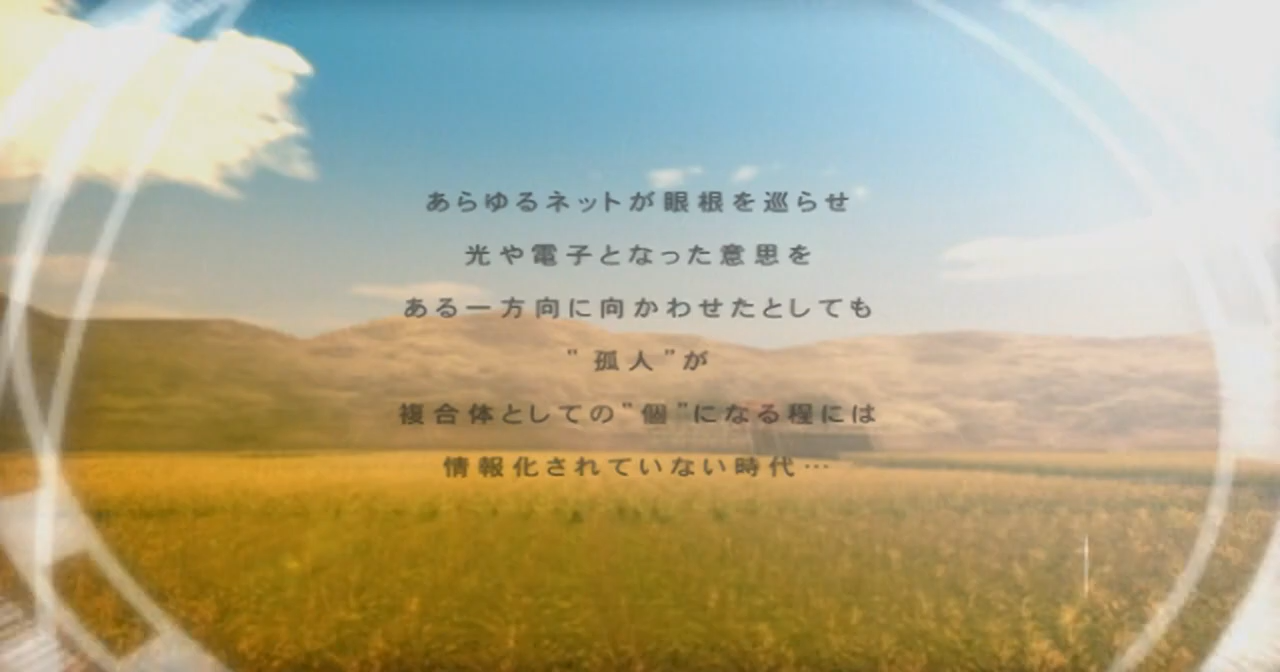 あらゆるネットが眼根を巡らせ
光や電子となった意思を
ある一方向に向かわせたとしても
"孤人"が
複合体としての"個"になる程には
情報化されていない時代…